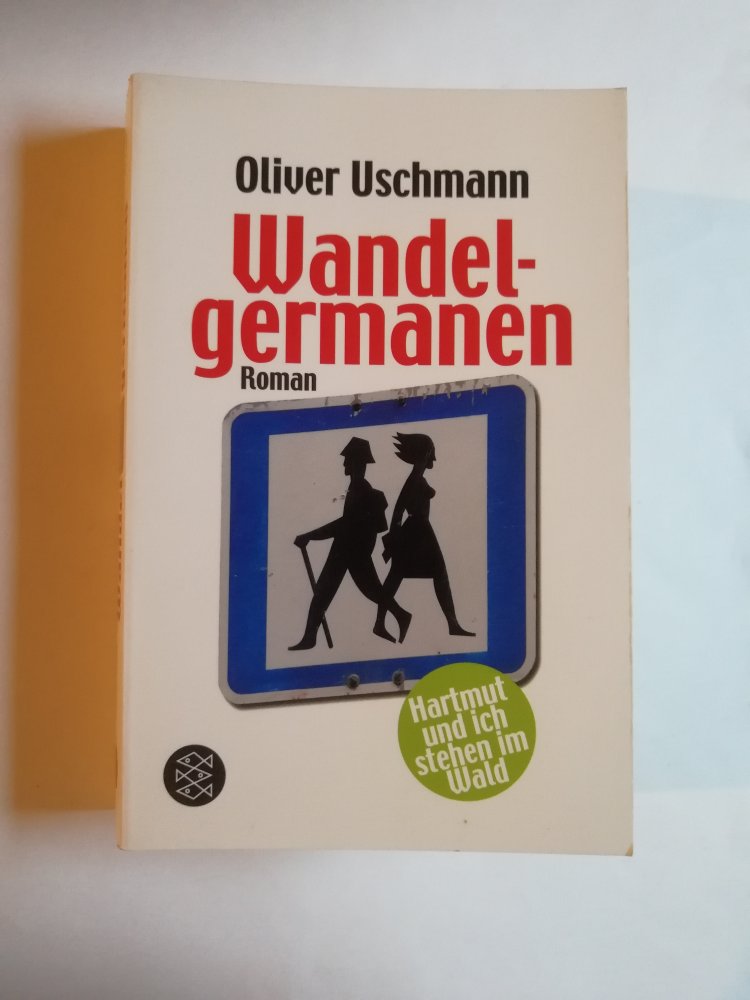 Oliver Uschmann
Wandel-
germanen
Roman
Hartmut
und ich
stehen im
Wald